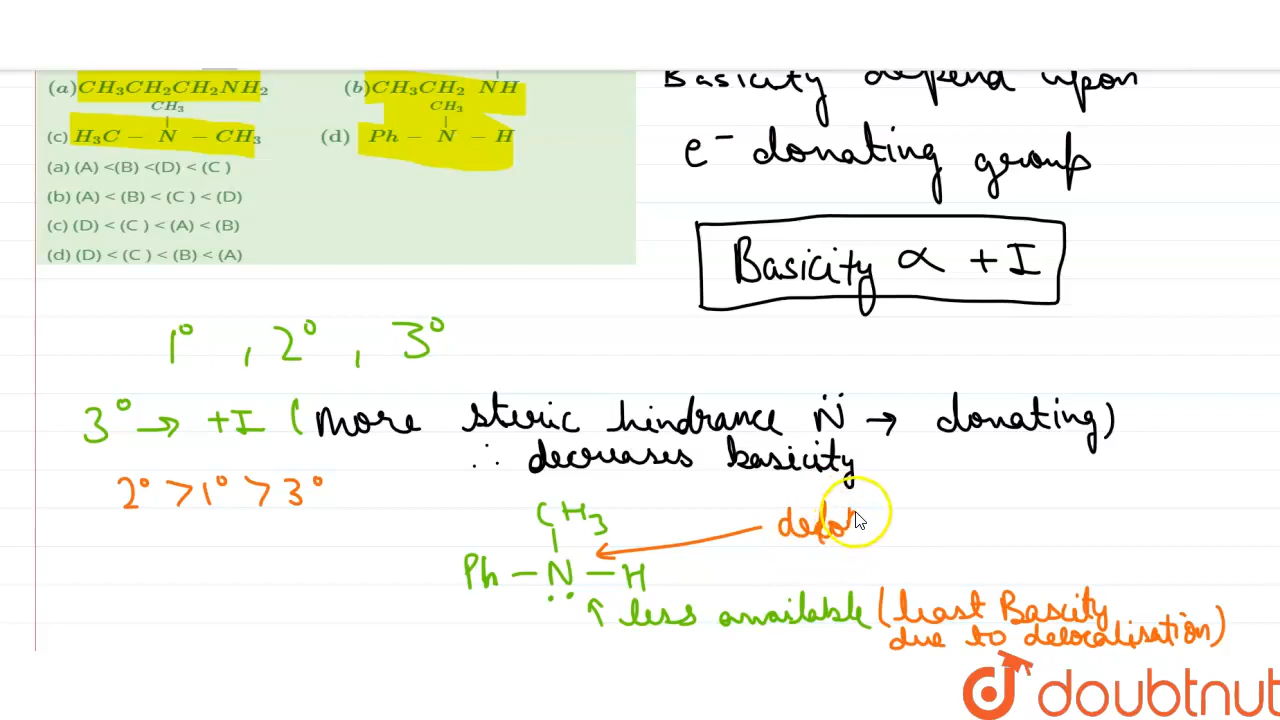 Basicity depend upon
(a) CH3CH2CH2NH2 (b) CH3CH2 NH
CH3 CH3
(c) H3C − N − CH3 (d) Ph − N − H
e− donating group
(a) (A) <(B) <(D) < (C )
(b) (A) < (B) < (C ) < (D)
(c) (D) < (C ) < (A) < (B)
(d) (D) < (C ) < (B) < (A)
Basicity α +I
1° , 2° , 3°
3° → +I (more steric hindrance N̈ → donating)
∴ decreases basicity
2° > 1° > 3°
CH3
Ph − N − H
less available (least Bascity
due to delocalisation)
doubtnut